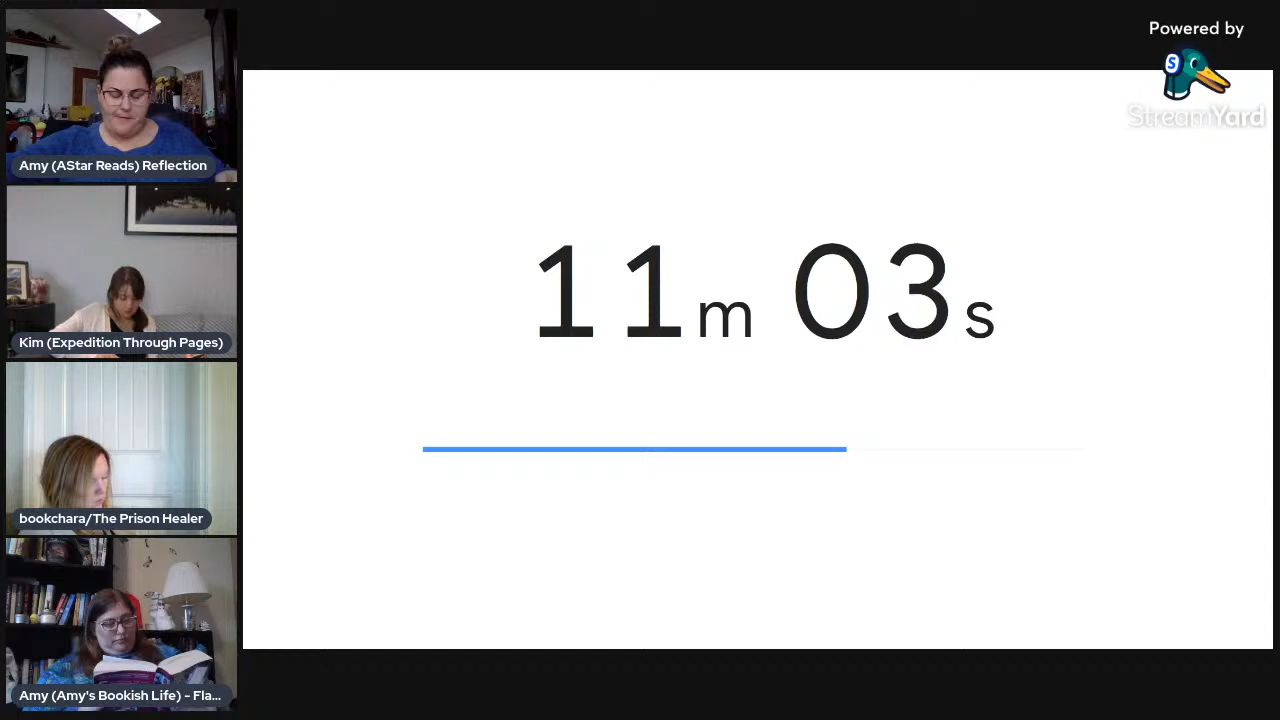 Powered by
StreamYard
Amy (AStar Reads) Reflection
11m 03s
Kim (Expedition Through Pages)
bookchara/The Prison Healer
Amy (Amy's Bookish Life) - Fla...